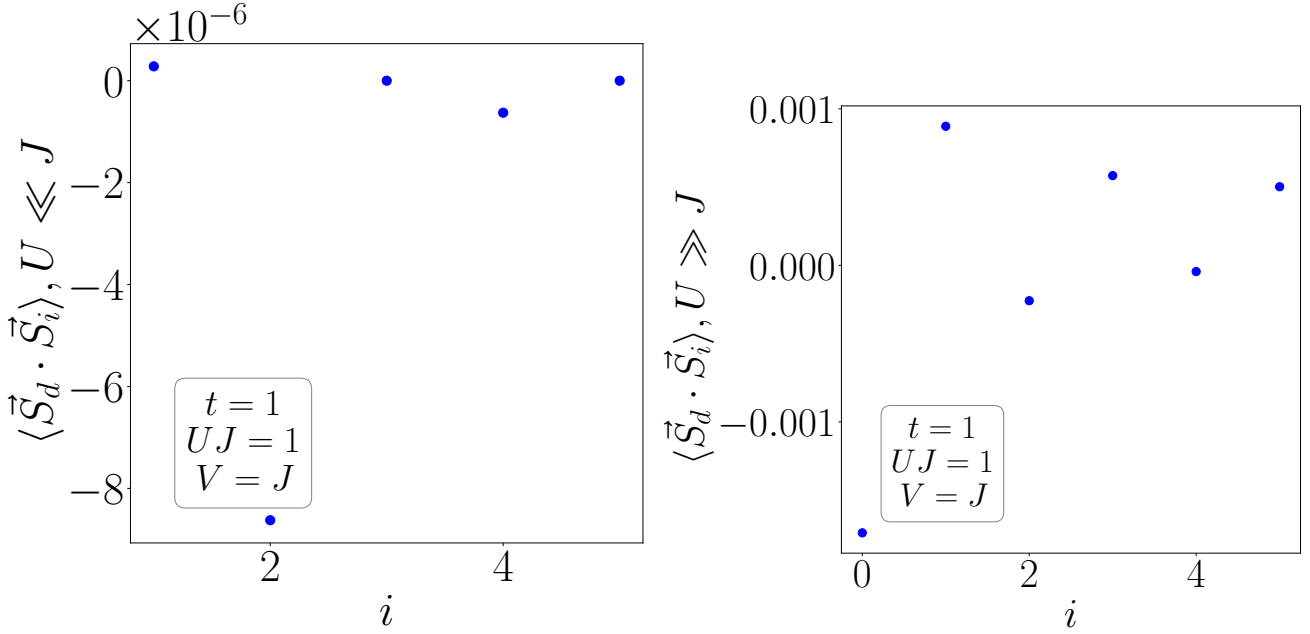 ×10⁻⁶
0
−2
−4
−6
−8
⟨S⃗_d · S⃗_i⟩, U ≪ J
t = 1
UJ = 1
V = J
2 4
i
0.001
0.000
−0.001
⟨S⃗_d · S⃗_i⟩, U ≫ J
t = 1
UJ = 1
V = J
0 2 4
i